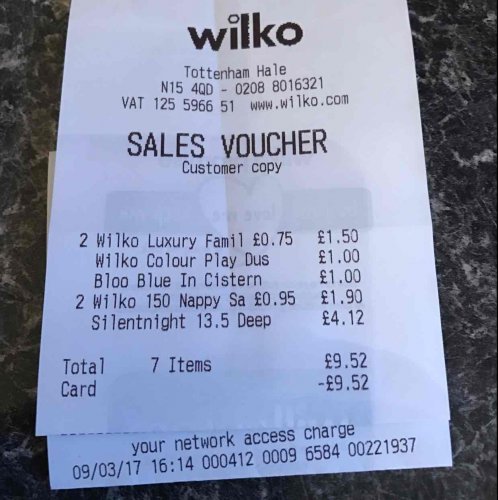 wilko
Tottenham Hale
N15 4QD - 0208 8016321
VAT 125 5966 51 www.wilko.com
SALES VOUCHER
Customer copy
2 Wilko Luxury Famil £0.75 £1.50
Wilko Colour Play Dus £1.00
Bloo Blue In Cistern £1.00
2 Wilko 150 Nappy Sa £0.95 £1.90
Silentnight 13.5 Deep £4.12
Total 7 Items £9.52
Card -£9.52
your network access charge
09/03/17 16:14 000412 0009 6584 00221937